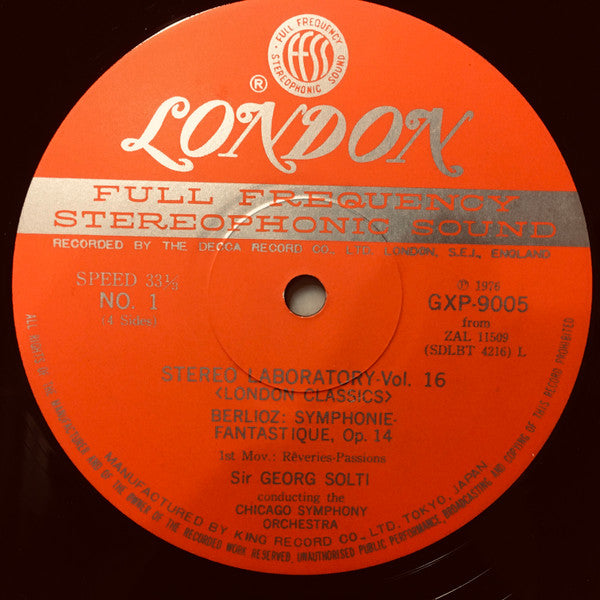 FULL FREQUENCY
ffss
STEREOPHONIC SOUND
®
LONDON
FULL FREQUENCY
STEREOPHONIC SOUND
RECORDED BY THE DECCA RECORD CO., LTD. LONDON, S.E.I., ENGLAND
SPEED 33⅓
NO. 1
(4 Sides)
Ⓟ 1976
GXP-9005
from
ZAL 11509
(SDLBT 4216) L
STEREO LABORATORY-Vol. 16
<LONDON CLASSICS>
BERLIOZ: SYMPHONIE-
FANTASTIQUE, Op. 14
1st Mov.: Rêveries-Passions
Sir GEORG SOLTI
conducting the
CHICAGO SYMPHONY
ORCHESTRA
MANUFACTURED BY KING RECORD CO., LTD. TOKYO, JAPAN
ALL RIGHTS OF THE MANUFACTURER AND OF THE OWNER OF THE RECORDED WORK RESERVED. UNAUTHORISED PUBLIC PERFORMANCE, BROADCASTING AND COPYING OF THIS RECORD PROHIBITED